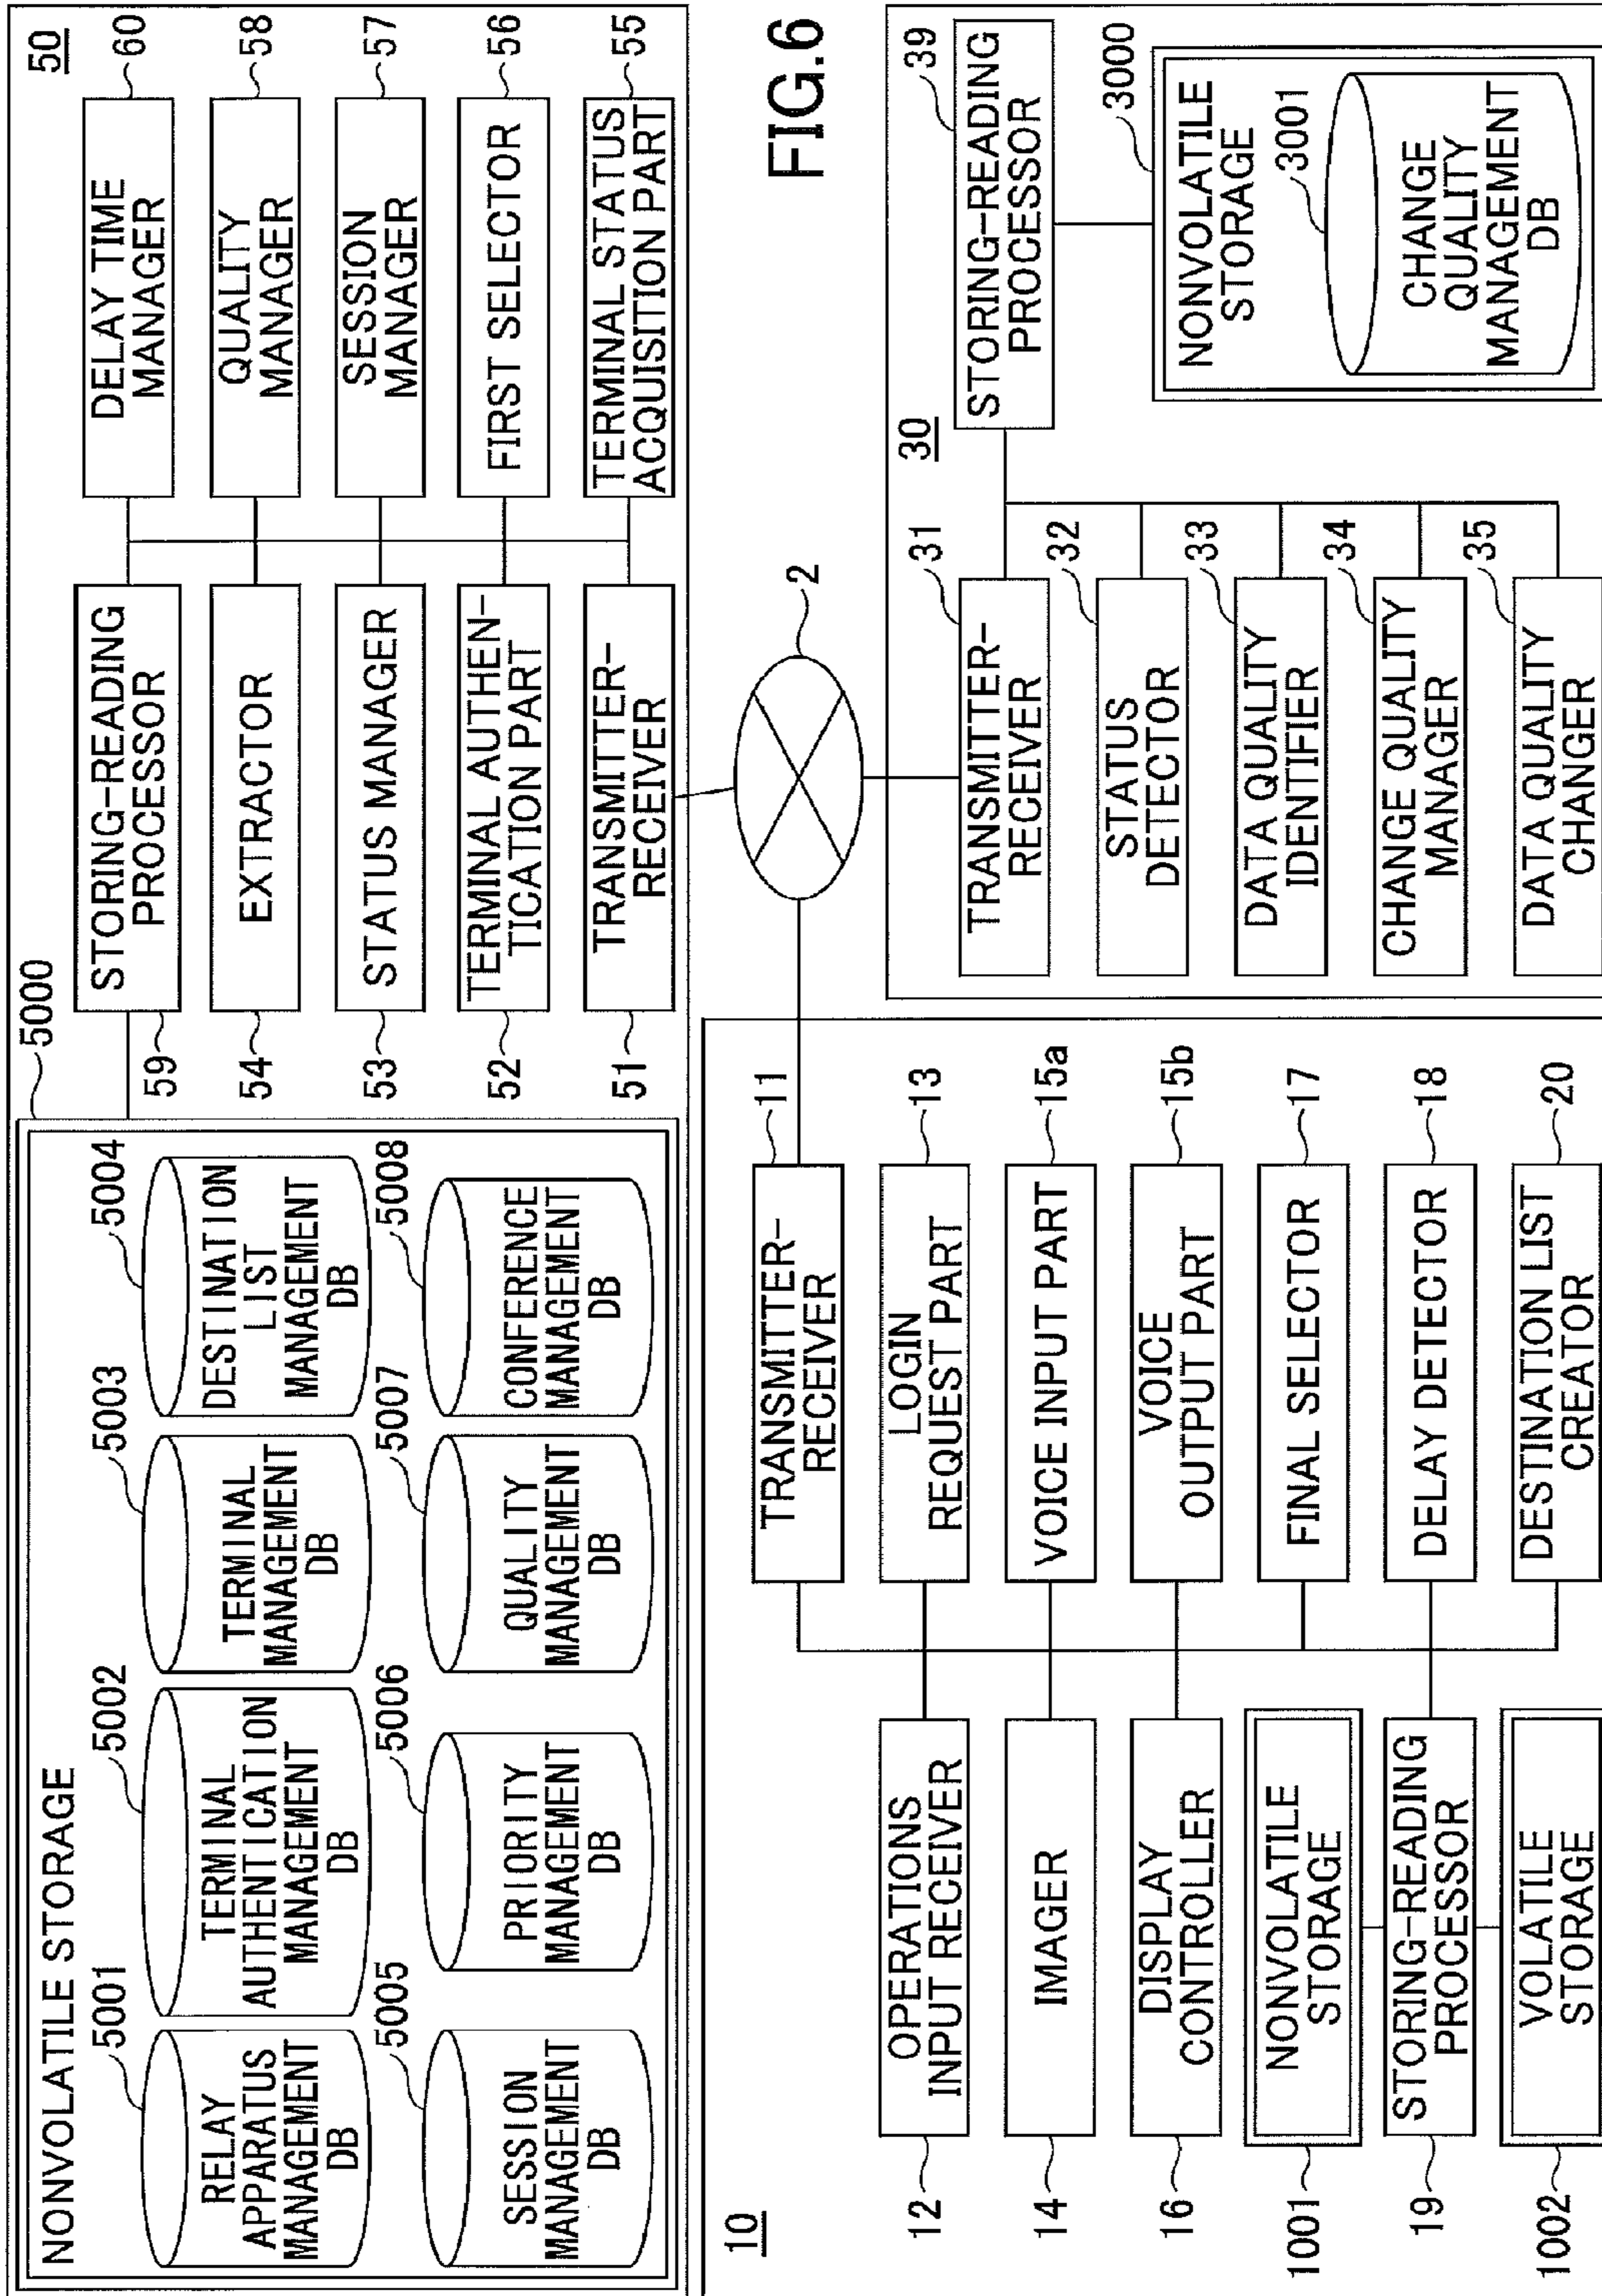 50
NONVOLATILE STORAGE
5000
5001
RELAY
APPARATUS
MANAGEMENT
DB
5002
TERMINAL
AUTHENTICATION
MANAGEMENT
DB
5003
TERMINAL
MANAGEMENT
DB
5004
DESTINATION
LIST
MANAGEMENT
DB
5005
SESSION
MANAGEMENT
DB
5006
PRIORITY
MANAGEMENT
DB
5007
QUALITY
MANAGEMENT
DB
5008
CONFERENCE
MANAGEMENT
DB
59
STORING-READING
PROCESSOR
DELAY TIME
MANAGER
60
54
EXTRACTOR
QUALITY
MANAGER
58
53
STATUS MANAGER
SESSION
MANAGER
57
52
TERMINAL AUTHEN-
TICATION PART
FIRST SELECTOR
56
51
TRANSMITTER-
RECEIVER
TERMINAL STATUS
ACQUISITION PART
55
2
FIG.6
10
TRANSMITTER-
RECEIVER
11
12
OPERATIONS
INPUT RECEIVER
LOGIN
REQUEST PART
13
14
IMAGER
VOICE INPUT PART
15a
16
DISPLAY
CONTROLLER
VOICE
OUTPUT PART
15b
1001
NONVOLATILE
STORAGE
FINAL SELECTOR
17
19
STORING-READING
PROCESSOR
DELAY DETECTOR
18
1002
VOLATILE
STORAGE
DESTINATION LIST
CREATOR
20
30
TRANSMITTER-
RECEIVER
31
STORING-READING
PROCESSOR
39
STATUS
DETECTOR
32
DATA QUALITY
IDENTIFIER
33
CHANGE QUALITY
MANAGER
34
DATA QUALITY
CHANGER
35
3000
NONVOLATILE
STORAGE
3001
CHANGE
QUALITY
MANAGEMENT
DB